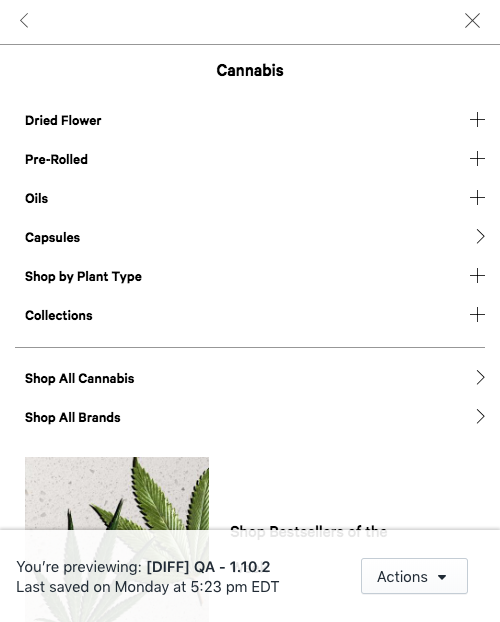 Cannabis
Dried Flower
Pre-Rolled
Oils
Capsules
Shop by Plant Type
Collections
Shop All Cannabis
Shop All Brands
Shop Bestsellers of the
You're previewing: [DIFF] QA - 1.10.2
Last saved on Monday at 5:23 pm EDT
Actions